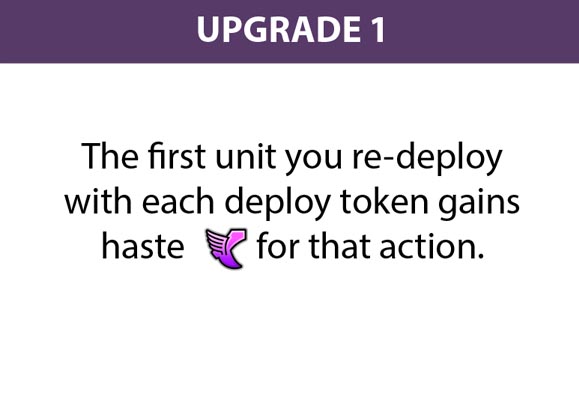 UPGRADE 1
The first unit you re-deploy
with each deploy token gains
haste for that action.